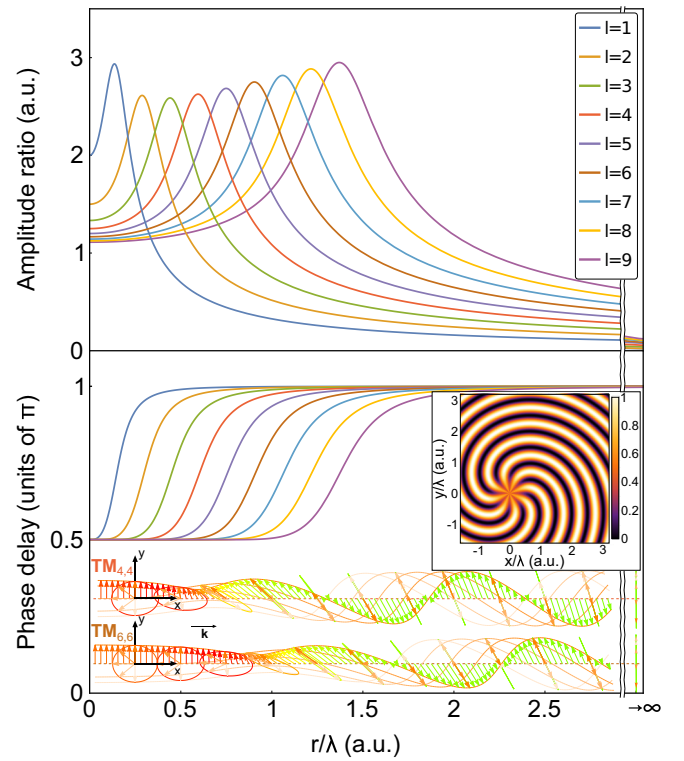 3
2
1
0
Amplitude ratio (a.u.)
l=1
l=2
l=3
l=4
l=5
l=6
l=7
l=8
l=9
1
0.5
0
Phase delay (units of π)
3
2
1
0
-1
y/λ (a.u.)
-1 0 1 2 3
x/λ (a.u.)
1
0.8
0.6
0.4
0.2
0
TM4,4
y
x
TM6,6
y
x
k
0 0.5 1 1.5 2 2.5 →∞
r/λ (a.u.)